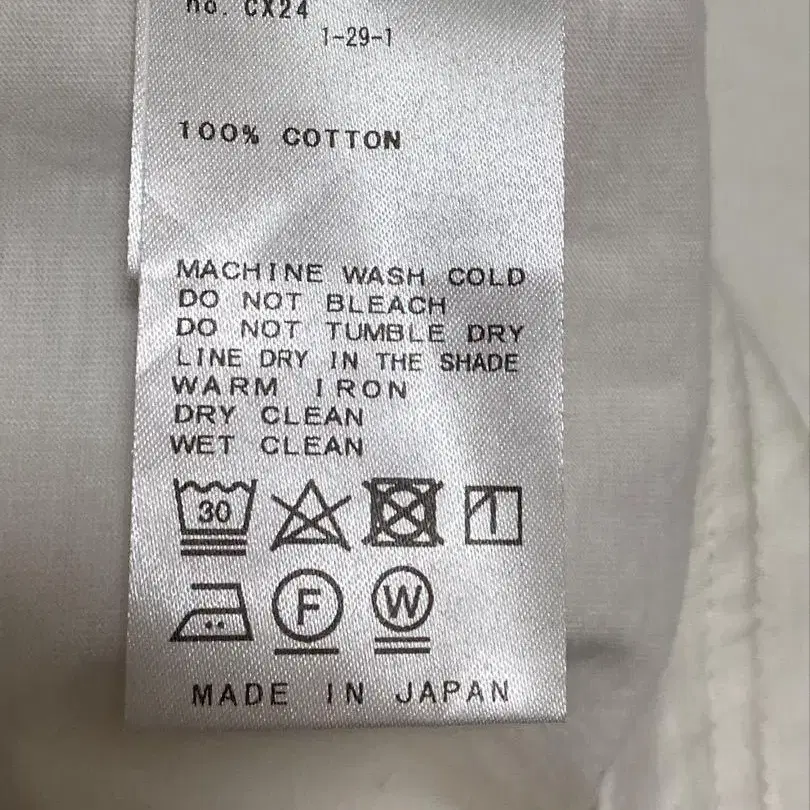 no. CX24
1-29-1
100% COTTON
MACHINE WASH COLD
DO NOT BLEACH
DO NOT TUMBLE DRY
LINE DRY IN THE SHADE
WARM IRON
DRY CLEAN
WET CLEAN
30
F W
MADE IN JAPAN